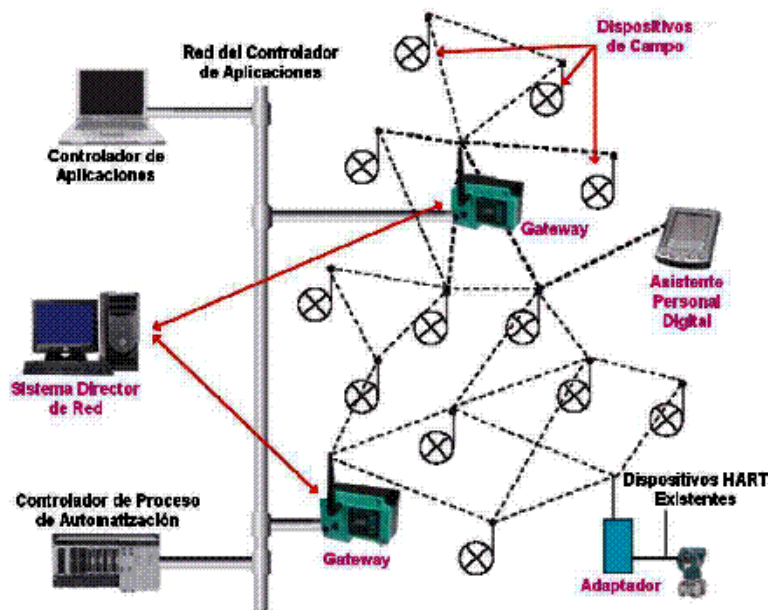 Red del Controlador
de Aplicaciones
Dispositivos
de Campo
Controlador de
Aplicaciones
Gateway
Asistente
Personal
Digital
Sistema Director
de Red
Controlador de Proceso
de Automatización
Gateway
Dispositivos HART
Existentes
Adaptador